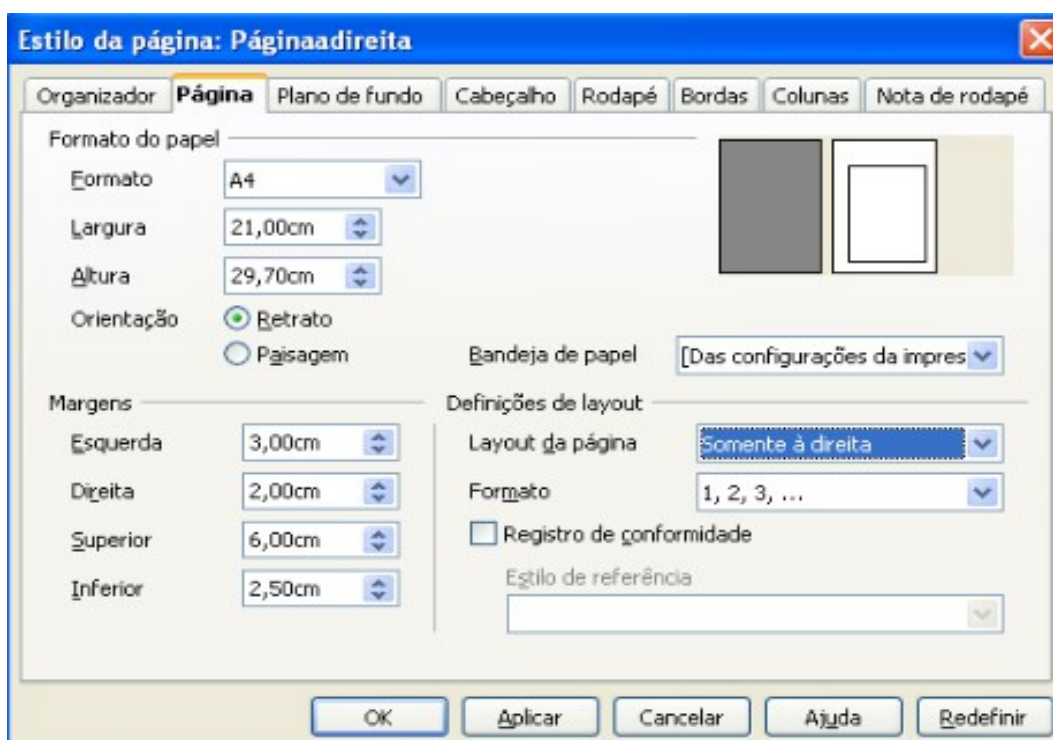 Estilo da página: Páginaadireita
Organizador Página Plano de fundo Cabeçalho Rodapé Bordas Colunas Nota de rodapé
Formato do papel
Formato A4
Largura 21,00cm
Altura 29,70cm
Orientação Retrato
Paisagem
Bandeja de papel [Das configurações da impres
Margens
Esquerda 3,00cm
Direita 2,00cm
Superior 6,00cm
Inferior 2,50cm
Definições de layout
Layout da página Somente à direita
Formato 1, 2, 3, ...
Registro de conformidade
Estilo de referência
OK Aplicar Cancelar Ajuda Redefinir